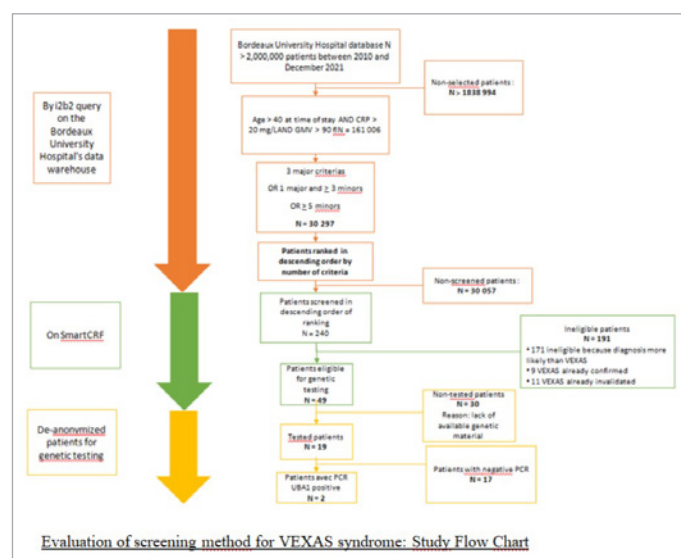 Bordeaux University Hospital database N
> 2,000,000 patients between 2010 and
December 2021
Non-selected patients :
N > 1838 994
By i2b2 query
on the
Bordeaux
University
Hospital's data
warehouse
Age > 40 at time of stay AND CRP >
20 mg/LAND GMV > 90 fLN = 161 006
3 major criterias
OR 1 major and ≥ 3 minors
OR ≥ 5 minors
N = 30 297
Patients ranked in
descending order by
number of criteria
Non-screened patients :
N = 30 057
On SmartCRF
Patients screened in
descending order of
ranking
N = 240
Ineligible patients
N = 191
• 171 ineligible because diagnosis more
likely than VEXAS
• 9 VEXAS already confirmed
• 11 VEXAS already invalidated
Patients eligible
for genetic
testing
N = 49
Non-tested patients
N = 30
Reason: lack of
available genetic
material
De-anonymized
patients for
genetic testing
Tested patients
N = 19
Patients with negative PCR
N = 17
Patients avec PCR
UBA1 positive
N = 2
Evaluation of screening method for VEXAS syndrome: Study Flow Chart